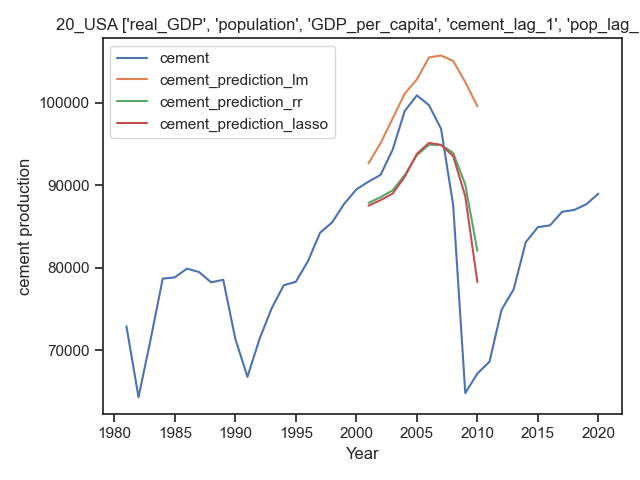 20_USA ['real_GDP', 'population', 'GDP_per_capita', 'cement_lag_1', 'pop_lag_
cement
cement_prediction_lm
cement_prediction_rr
cement_prediction_lasso
100000
90000
80000
70000
cement production
1980 1985 1990 1995 2000 2005 2010 2015 2020
Year